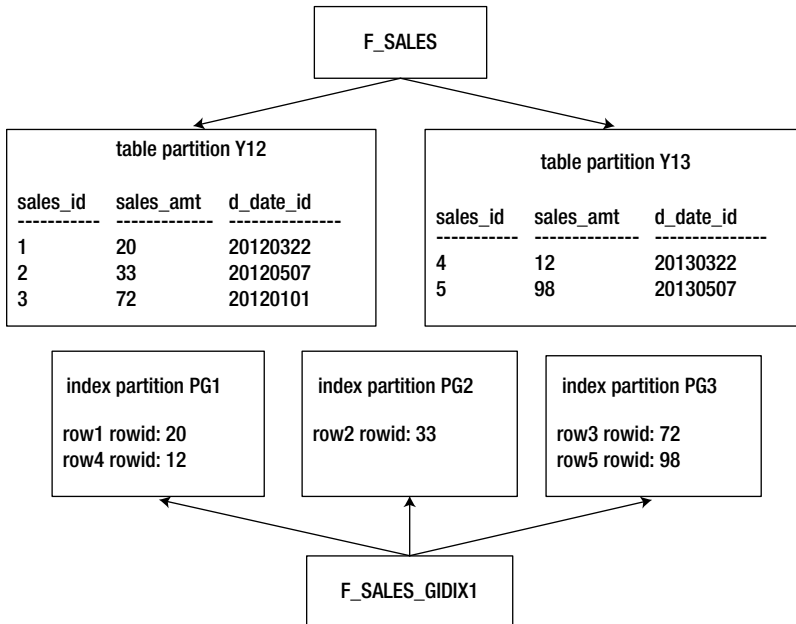 F_SALES
table partition Y12
sales_id sales_amt d_date_id
----------- ------------- ---------------
1 20 20120322
2 33 20120507
3 72 20120101
table partition Y13
sales_id sales_amt d_date_id
----------- -------------- ---------------
4 12 20130322
5 98 20130507
index partition PG1
row1 rowid: 20
row4 rowid: 12
index partition PG2
row2 rowid: 33
index partition PG3
row3 rowid: 72
row5 rowid: 98
F_SALES_GIDIX1